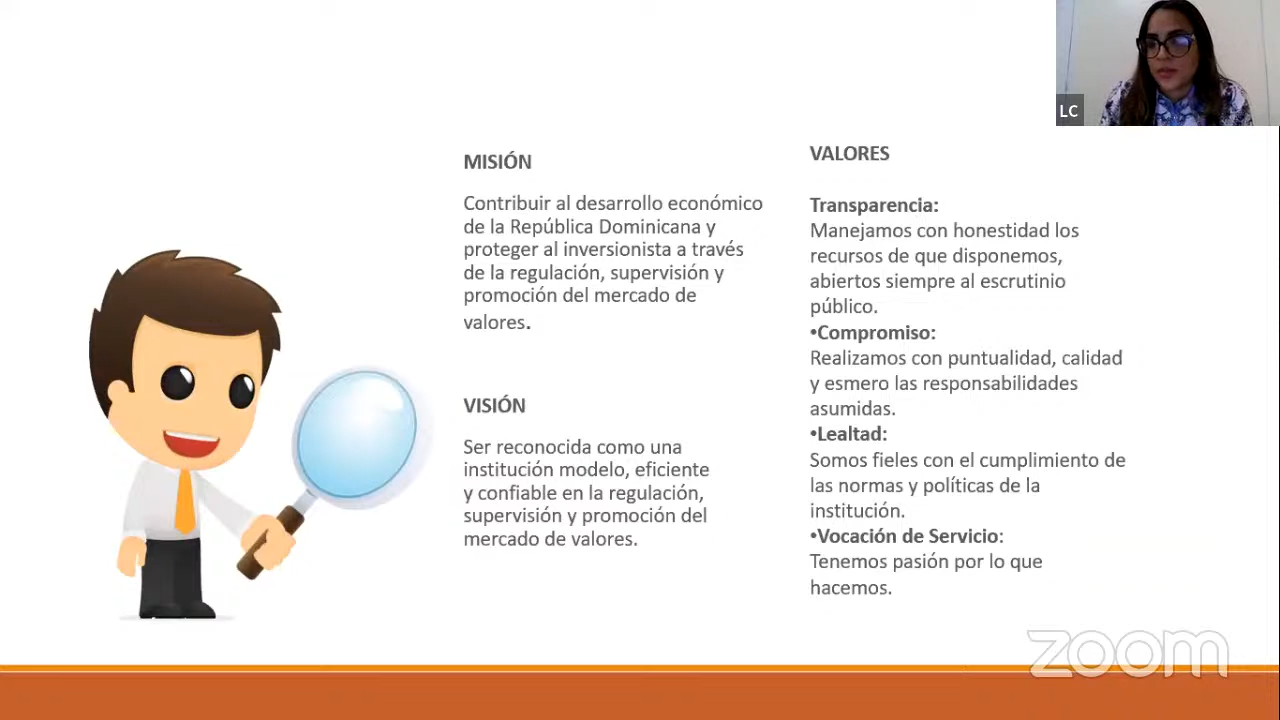 LC
MISIÓN
Contribuir al desarrollo económico
de la República Dominicana y
proteger al inversionista a través
de la regulación, supervisión y
promoción del mercado de
valores.
VISIÓN
Ser reconocida como una
institución modelo, eficiente
y confiable en la regulación,
supervisión y promoción del
mercado de valores.
VALORES
Transparencia:
Manejamos con honestidad los
recursos de que disponemos,
abiertos siempre al escrutinio
público.
•Compromiso:
Realizamos con puntualidad, calidad
y esmero las responsabilidades
asumidas.
•Lealtad:
Somos fieles con el cumplimiento de
las normas y políticas de la
institución.
•Vocación de Servicio:
Tenemos pasión por lo que
hacemos.
zoom